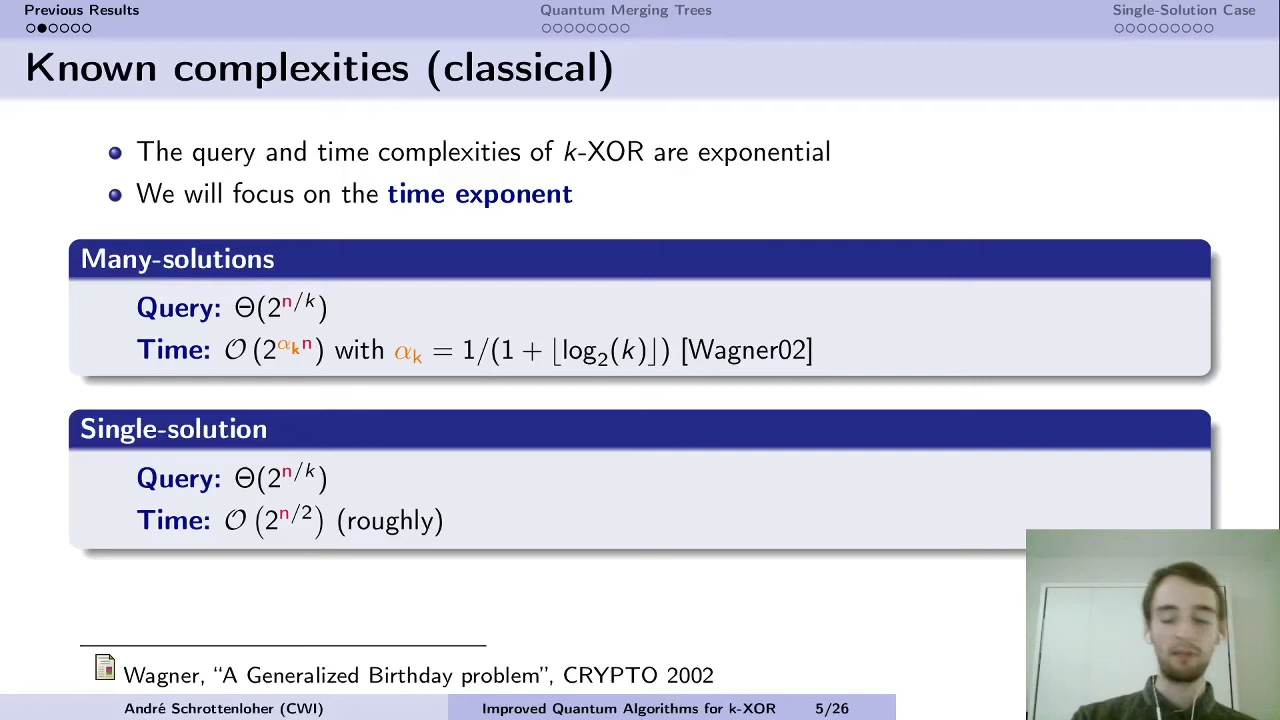 Previous Results
Quantum Merging Trees
Single-Solution Case
Known complexities (classical)
The query and time complexities of k-XOR are exponential
We will focus on the time exponent
Many-solutions
Query: Θ(2^{n/k})
Time: 𝒪(2^{α_k n}) with α_k = 1/(1 + ⌊log₂(k)⌋) [Wagner02]
Single-solution
Query: Θ(2^{n/k})
Time: 𝒪(2^{n/2}) (roughly)
Wagner, “A Generalized Birthday problem”, CRYPTO 2002
André Schrottenloher (CWI)
Improved Quantum Algorithms for k-XOR
5/26